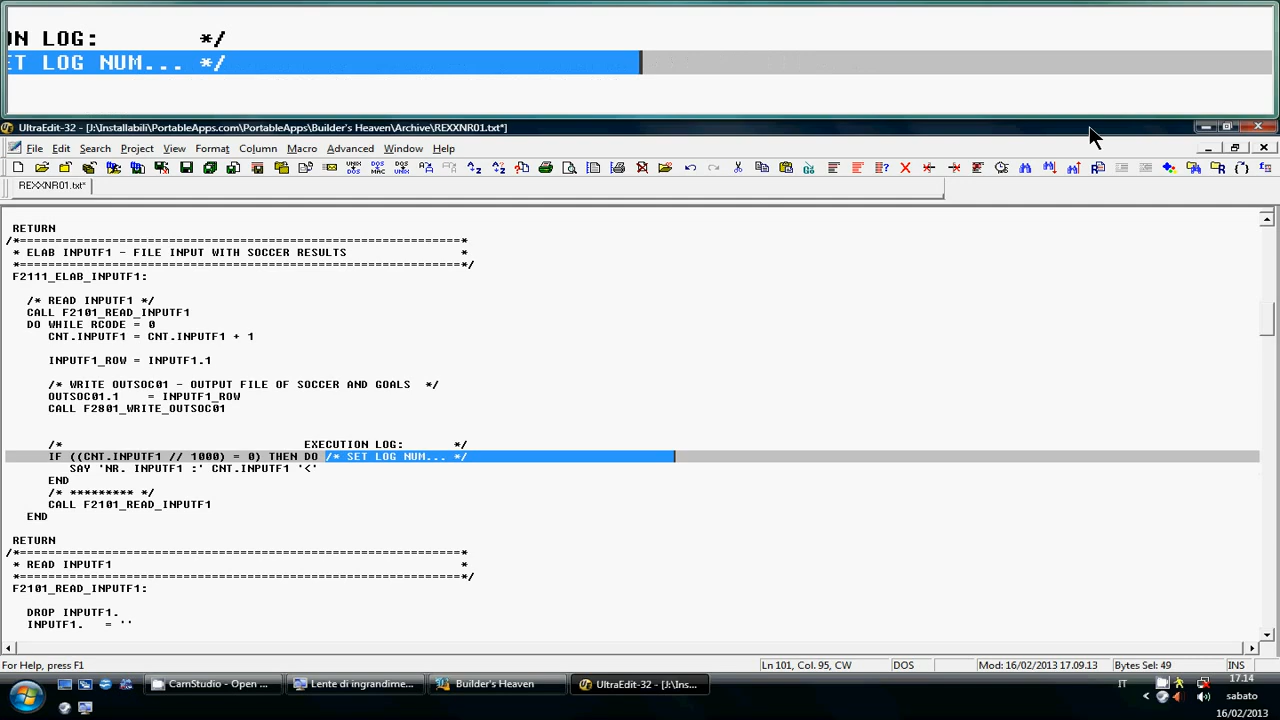 ON LOG:         */
ET LOG NUM... */
UltraEdit-32 - [J:\Installabili\PortableApps.com\PortableApps\Builder's Heaven\Archive\REXXNR01.txt*]
File Edit Search Project View Format Column Macro Advanced Window Help
REXXNR01.txt*
RETURN
/*================================================================*
* ELAB INPUTF1 - FILE INPUT WITH SOCCER RESULTS                *
*================================================================*/
F2111_ELAB_INPUTF1:
/* READ INPUTF1 */
CALL F2101_READ_INPUTF1
DO WHILE RCODE = 0
CNT.INPUTF1 = CNT.INPUTF1 + 1
INPUTF1_ROW = INPUTF1.1
/* WRITE OUTSOC01 - OUTPUT FILE OF SOCCER AND GOALS  */
OUTSOC01.1    = INPUTF1_ROW
CALL F2801_WRITE_OUTSOC01
/*                                  EXECUTION LOG:       */
IF ((CNT.INPUTF1 // 1000) = 0) THEN DO /* SET LOG NUM... */
SAY 'NR. INPUTF1 :' CNT.INPUTF1 '<'
END
/* ********* */
CALL F2101_READ_INPUTF1
END
RETURN
/*================================================================*
* READ INPUTF1                                                 *
*================================================================*/
F2101_READ_INPUTF1:
DROP INPUTF1.
INPUTF1.   = ''
For Help, press F1
Ln 101, Col. 95, CW
DOS
Mod: 16/02/2013 17.09.13
Bytes Sel: 49
INS
CamStudio - Open ...
Lente di ingrandime...
Builder's Heaven
UltraEdit-32 - [J:\Ins...
IT
17.14
sabato
16/02/2013